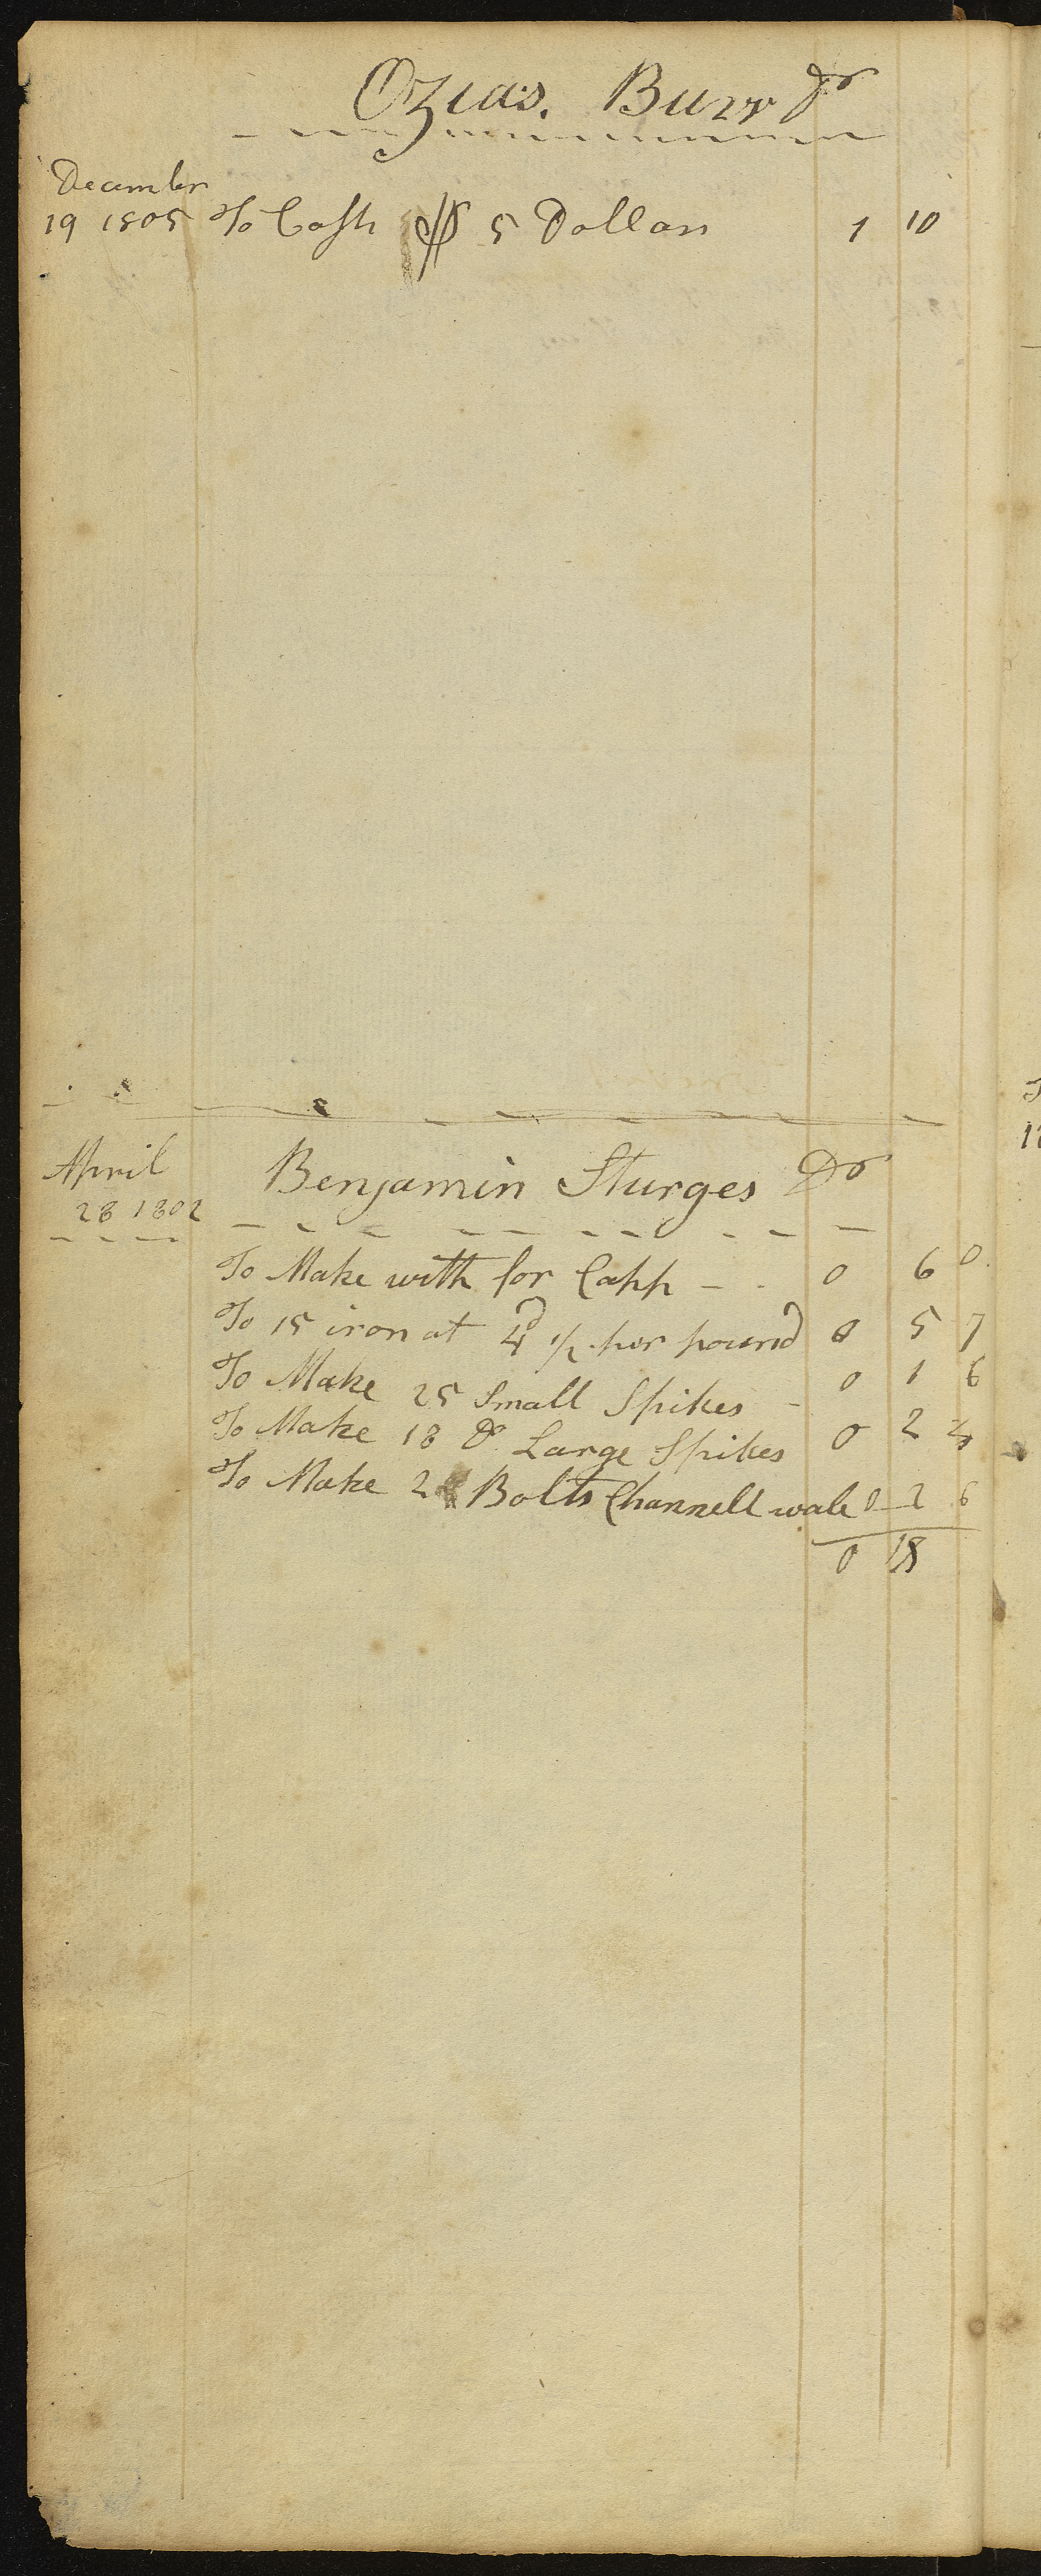 Ozias. Burr Dr
December
19 1805 To Cash $ 5 Dollars 1 10
April
28 1802
Benjamin Sturges Dr
To Make with for Capp - - 0 6 0
To 15 iron at 4d 1/2 per pound 0 5 7
To Make 25 Small Spikes - 0 1 6
To Make 18 Do Large Spikes 0 2
To Make 2 Bolts Channell wale 0 2 6
0 18